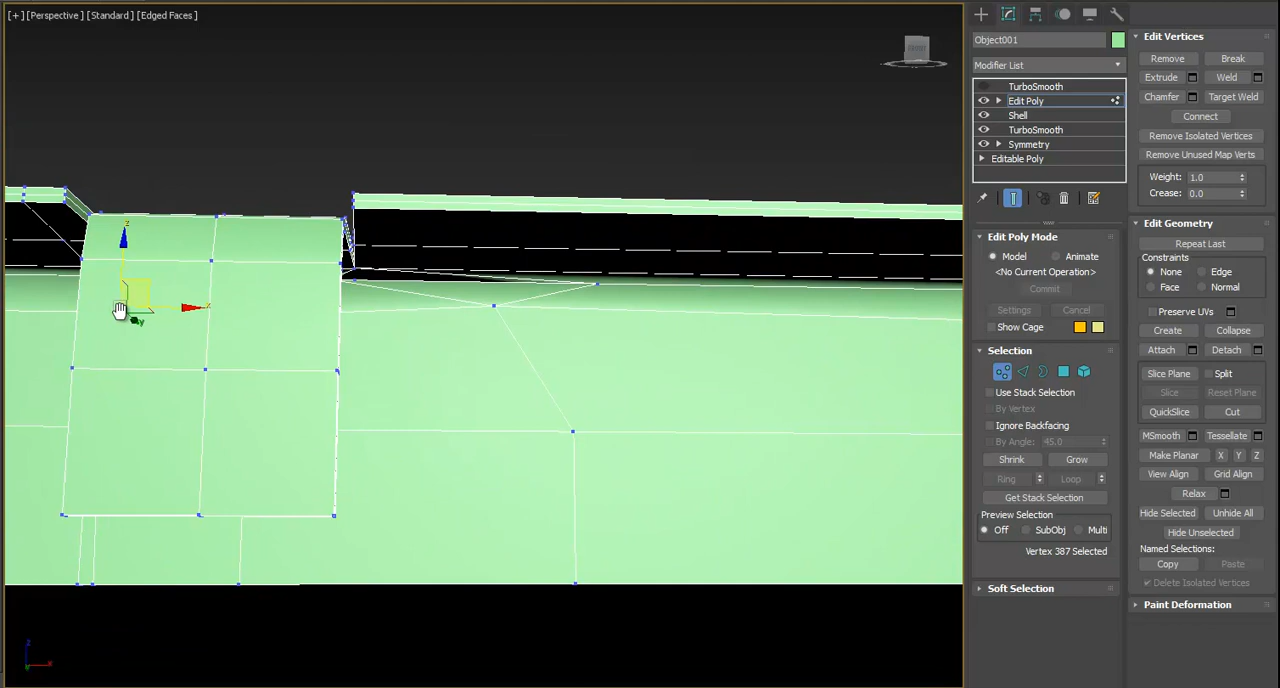 [+] [Perspective] [Standard] [Edged Faces]
FRONT
z
x
y
z
x
y
Object001
Modifier List
TurboSmooth
Edit Poly
Shell
TurboSmooth
Symmetry
Editable Poly
Edit Poly Mode
Model Animate
<No Current Operation>
Commit
Settings Cancel
Show Cage
Selection
Use Stack Selection
By Vertex
Ignore Backfacing
By Angle: 45.0
Shrink Grow
Ring Loop
Get Stack Selection
Preview Selection
Off SubObj Multi
Vertex 387 Selected
Soft Selection
Edit Vertices
Remove Break
Extrude Weld
Chamfer Target Weld
Connect
Remove Isolated Vertices
Remove Unused Map Verts
Weight: 1.0
Crease: 0.0
Edit Geometry
Repeat Last
Constraints
None Edge
Face Normal
Preserve UVs
Create Collapse
Attach Detach
Slice Plane Split
Slice Reset Plane
QuickSlice Cut
MSmooth Tessellate
Make Planar X Y Z
View Align Grid Align
Relax
Hide Selected Unhide All
Hide Unselected
Named Selections:
Copy Paste
Delete Isolated Vertices
Paint Deformation